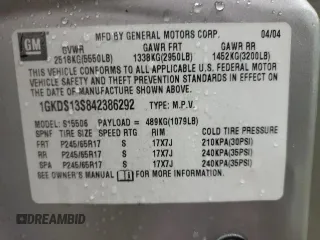 GM
MFD BY GENERAL MOTORS CORP. 04/04
GVWR GAWR FRT GAWR RR
2518KG(5550LB) 1338KG(2950LB) 1452KG(3200LB)
THIS VEHICLE CONFORMS TO ALL APPLICABLE U.S. FEDERAL MOTOR
VEHICLE SAFETY AND THEFT PREVENTION STANDARDS IN EFFECT
ON THE DATE OF MANUFACTURE SHOWN ABOVE.
1GKDS13S842386292 TYPE: M.P.V.
MODEL: S15506 PAYLOAD = 489KG(1079LB)
SPNF TIRE SIZE SPEED RTG RIM COLD TIRE PRESSURE
FRT P245/65R17 S 17X7J 210KPA(30PSI)
RR P245/65R17 S 17X7J 240KPA(35PSI)
SPA P245/65R17 S 17X7J 240KPA(35PSI)
SEE OWNER'S MANUAL FOR MORE INFORMATION.
DREAMBID